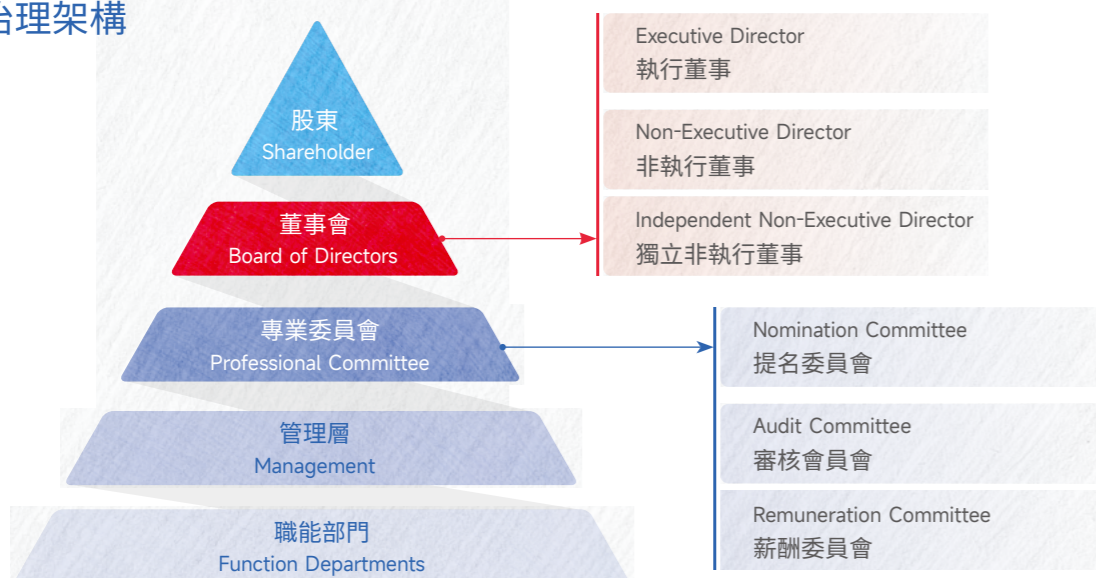 治理架構
股東
Shareholder
董事會
Board of Directors
專業委員會
Professional Committee
管理層
Management
職能部門
Function Departments
Executive Director
執行董事
Non-Executive Director
非執行董事
Independent Non-Executive Director
獨立非執行董事
Nomination Committee
提名委員會
Audit Committee
審核會員會
Remuneration Committee
薪酬委員會